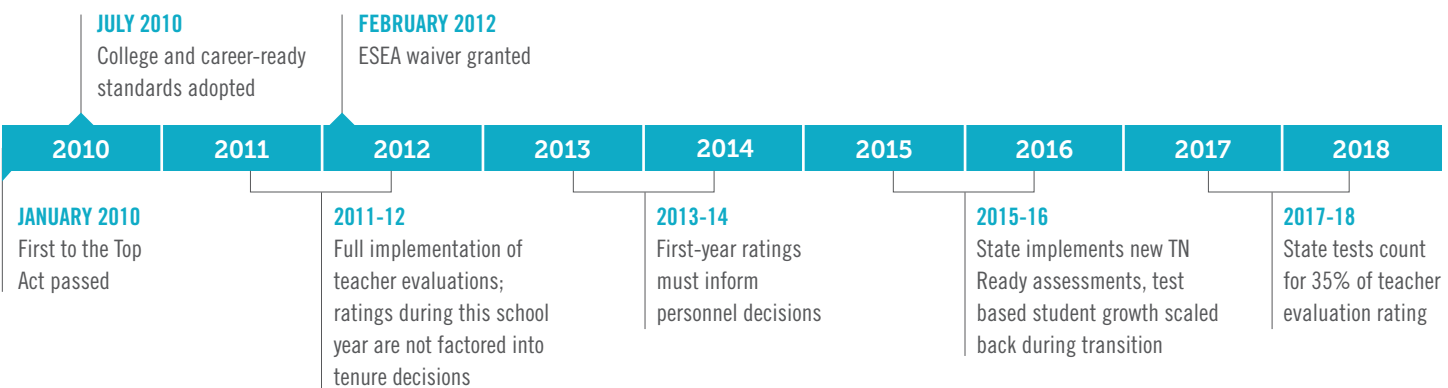 JULY 2010
College and career-ready
standards adopted
FEBRUARY 2012
ESEA waiver granted
2010 2011 2012 2013 2014 2015 2016 2017 2018
JANUARY 2010
First to the Top
Act passed
2011-12
Full implementation of
teacher evaluations;
ratings during this school
year are not factored into
tenure decisions
2013-14
First-year ratings
must inform
personnel decisions
2015-16
State implements new TN
Ready assessments, test
based student growth scaled
back during transition
2017-18
State tests count
for 35% of teacher
evaluation rating